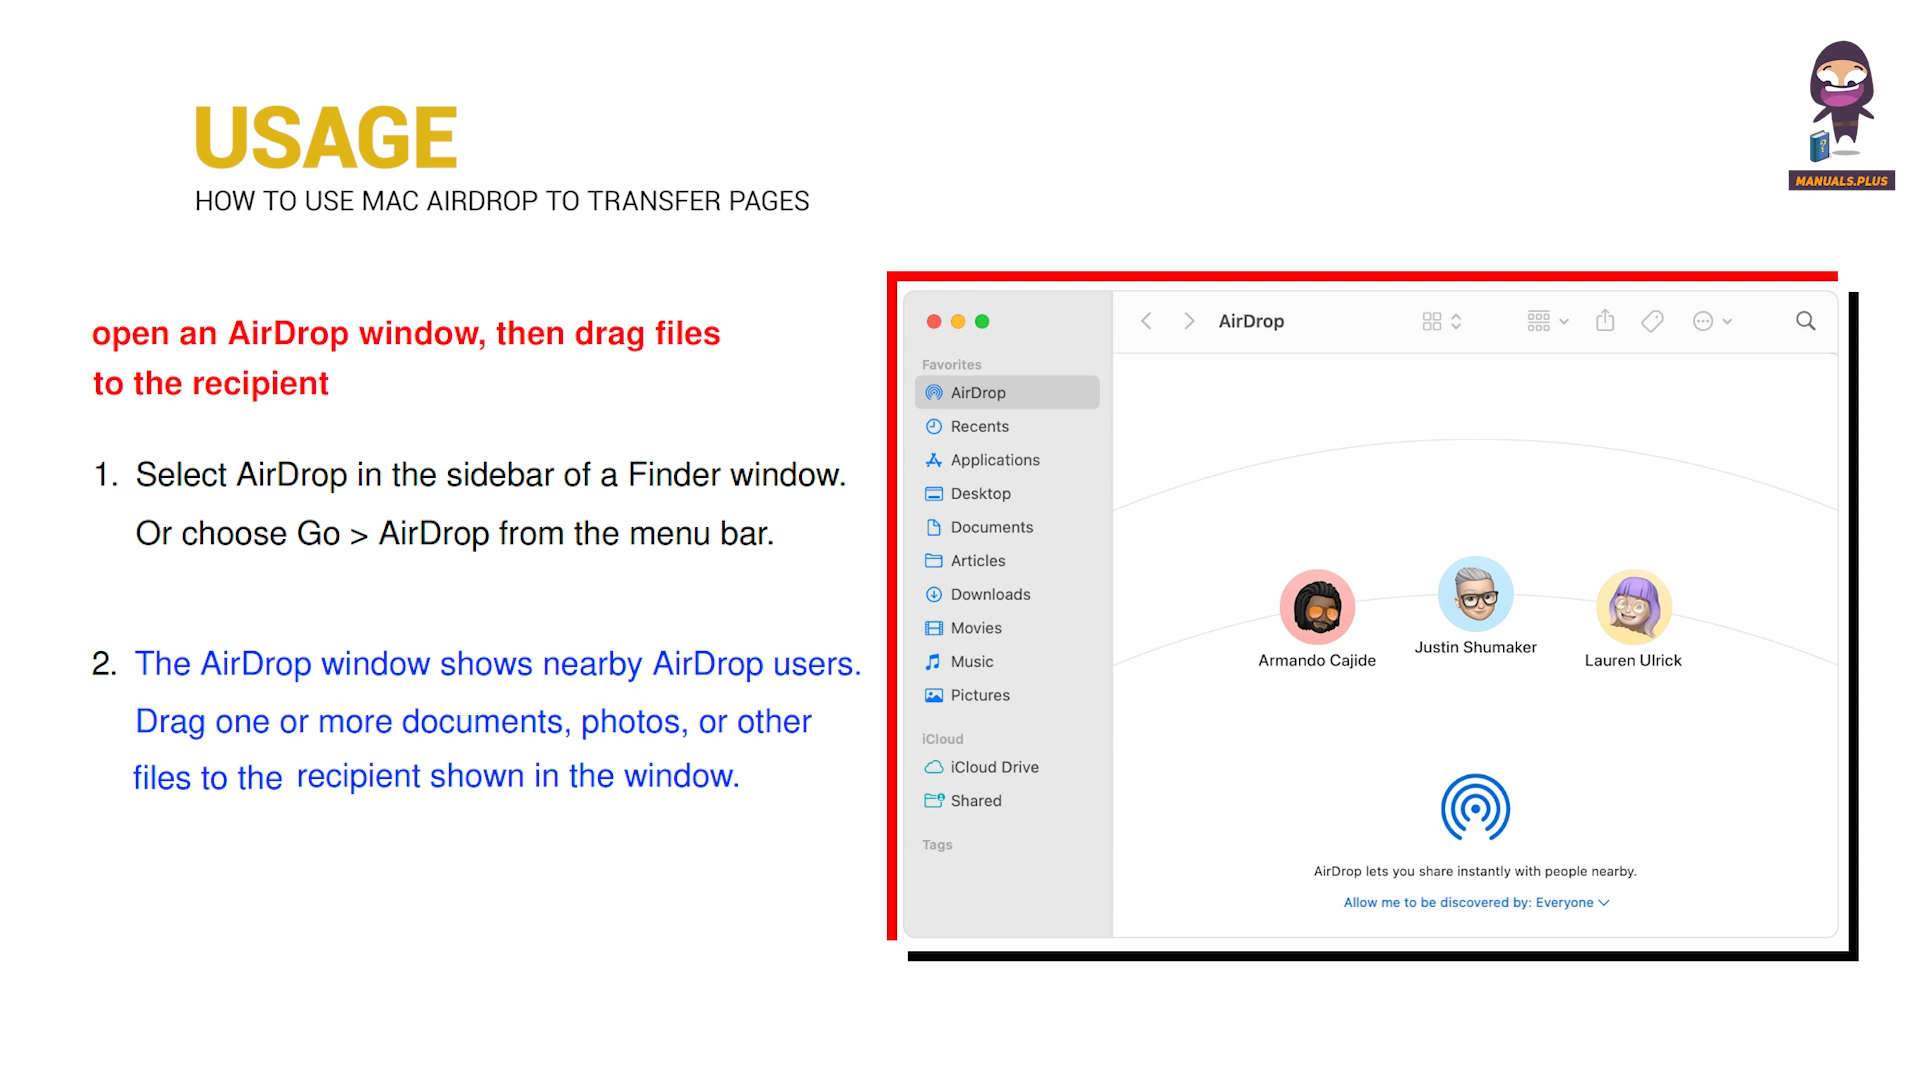 USAGE
HOW TO USE MAC AIRDROP TO TRANSFER PAGES
MANUALS.PLUS
open an AirDrop window, then drag files
to the recipient
1. Select AirDrop in the sidebar of a Finder window.
Or choose Go > AirDrop from the menu bar.
2. The AirDrop window shows nearby AirDrop users.
Drag one or more documents, photos, or other
files to the recipient shown in the window.
AirDrop
Favorites
AirDrop
Recents
Applications
Desktop
Documents
Articles
Downloads
Movies
Music
Pictures
iCloud
iCloud Drive
Shared
Tags
Armando Cajide
Justin Shumaker
Lauren Ulrick
AirDrop lets you share instantly with people nearby.
Allow me to be discovered by: Everyone